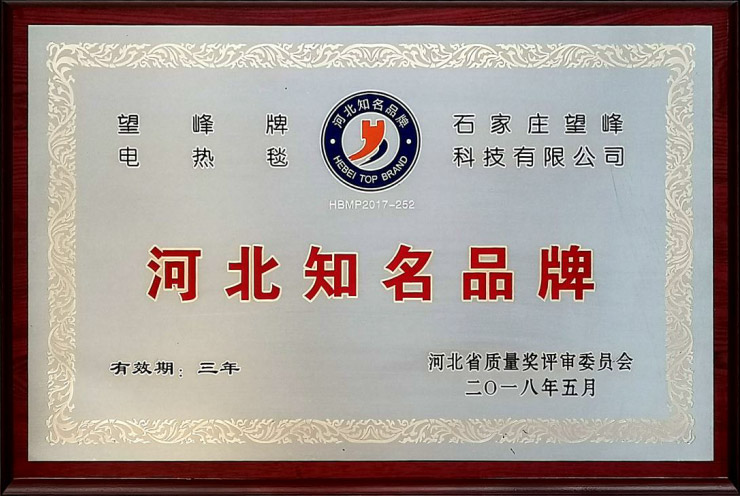 望峰牌
电热毯
河北知名品牌
HEBEI TOP BRAND
HBMP2017-252
石家庄望峰
科技有限公司
河北知名品牌
有效期：三年
河北省质量奖评审委员会
二〇一八年五月